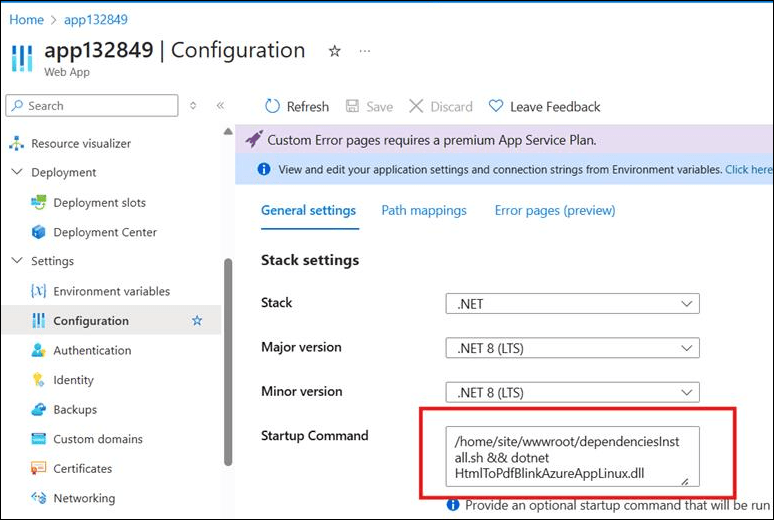 Home > app132849
app132849 | Configuration ☆ ...
Web App
Search
Resource visualizer
Deployment
Deployment slots
Deployment Center
Settings
Environment variables
Configuration
Authentication
Identity
Backups
Custom domains
Certificates
Networking
Refresh Save Discard Leave Feedback
Custom Error pages requires a premium App Service Plan.
View and edit your application settings and connection strings from Environment variables. Click here
General settings Path mappings Error pages (preview)
Stack settings
Stack .NET
Major version .NET 8 (LTS)
Minor version .NET 8 (LTS)
Startup Command
/home/site/wwwroot/dependenciesInst
all.sh && dotnet
HtmlToPdfBlinkAzureAppLinux.dll
Provide an optional startup command that will be run